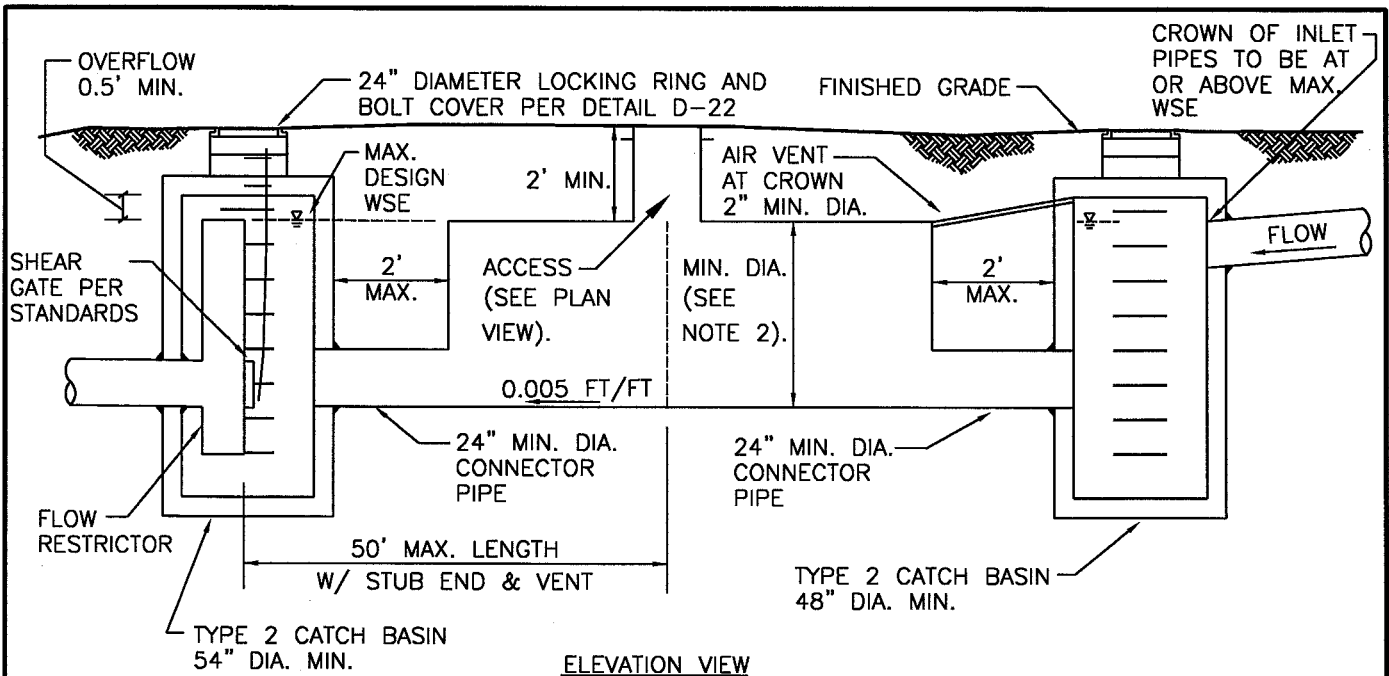 OVERFLOW
0.5' MIN.
24" DIAMETER LOCKING RING AND
BOLT COVER PER DETAIL D-22
FINISHED GRADE
CROWN OF INLET
PIPES TO BE AT
OR ABOVE MAX.
WSE
MAX.
DESIGN
WSE
2' MIN.
AIR VENT
AT CROWN
2" MIN. DIA.
FLOW
SHEAR
GATE PER
STANDARDS
2'
MAX.
ACCESS
(SEE PLAN
VIEW).
MIN. DIA.
(SEE
NOTE 2).
2'
MAX.
0.005 FT/FT
24" MIN. DIA.
CONNECTOR
PIPE
24" MIN. DIA.
CONNECTOR
PIPE
FLOW
RESTRICTOR
50' MAX. LENGTH
W/ STUB END & VENT
TYPE 2 CATCH BASIN
48" DIA. MIN.
TYPE 2 CATCH BASIN
54" DIA. MIN.
ELEVATION VIEW